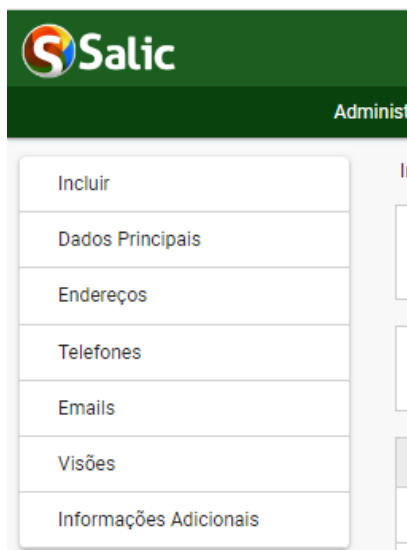 Salic
Incluir
Dados Principais
Endereços
Telefones
Emails
Visões
Informações Adicionais